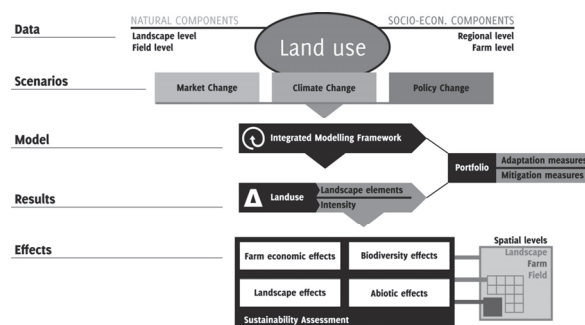 NATURAL COMPONENTS
SOCIO-ECON. COMPONENTS
Data
Landscape level
Field level
Land use
Regional level
Farm level
Scenarios
Market Change
Climate Change
Policy Change
Model
Integrated Modelling Framework
Portfolio
Adaptation measures
Mitigation measures
Results
Landuse
Landscape elements
Intensity
Effects
Spatial levels
Landscape
Farm
Field
Farm economic effects
Biodiversity effects
Landscape effects
Abiotic effects
Sustainability Assessment